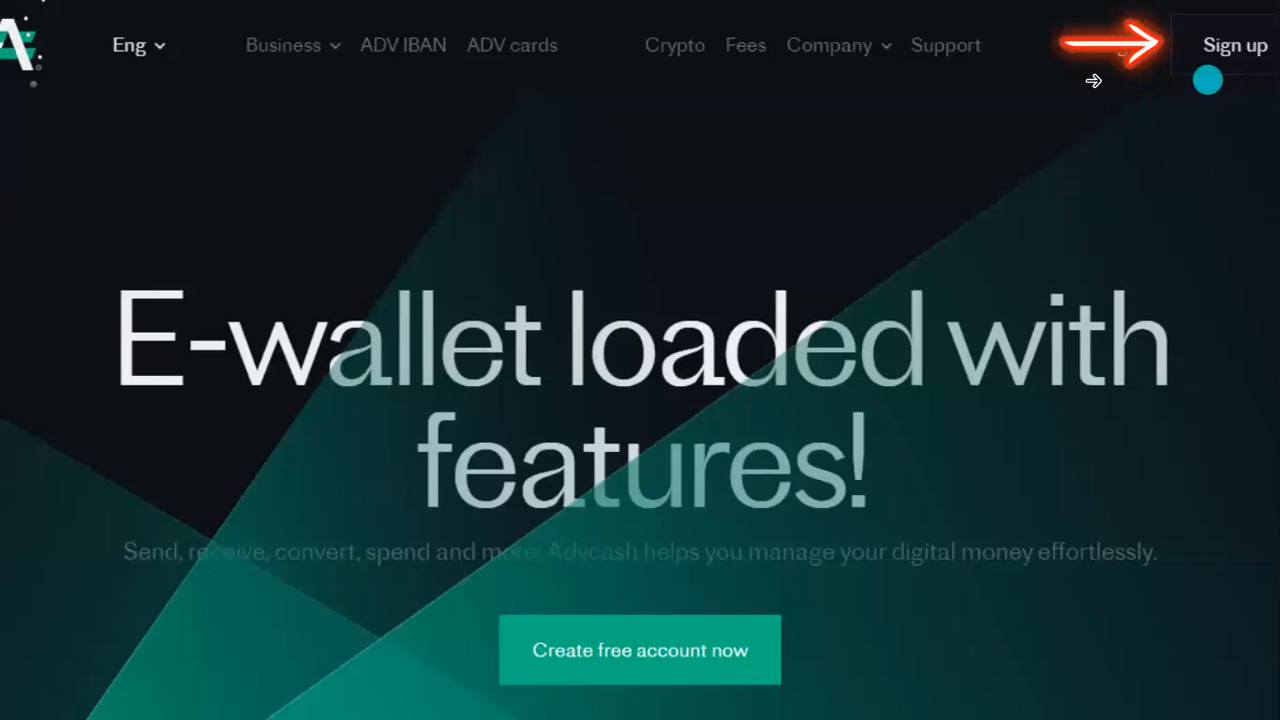 Eng Business ADV IBAN ADV cards Crypto Fees Company Support Sign up
E-wallet loaded with
features!
Send, receive, convert, spend and more: Advcash helps you manage your digital money effortlessly.
Create free account now